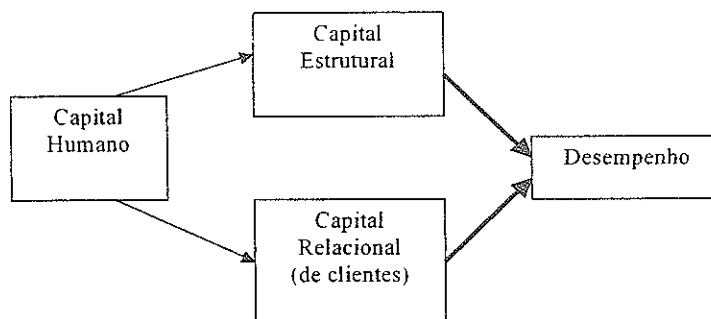 Capital
Estrutural
Capital
Humano
Desempenho
Capital
Relacional
(de clientes)